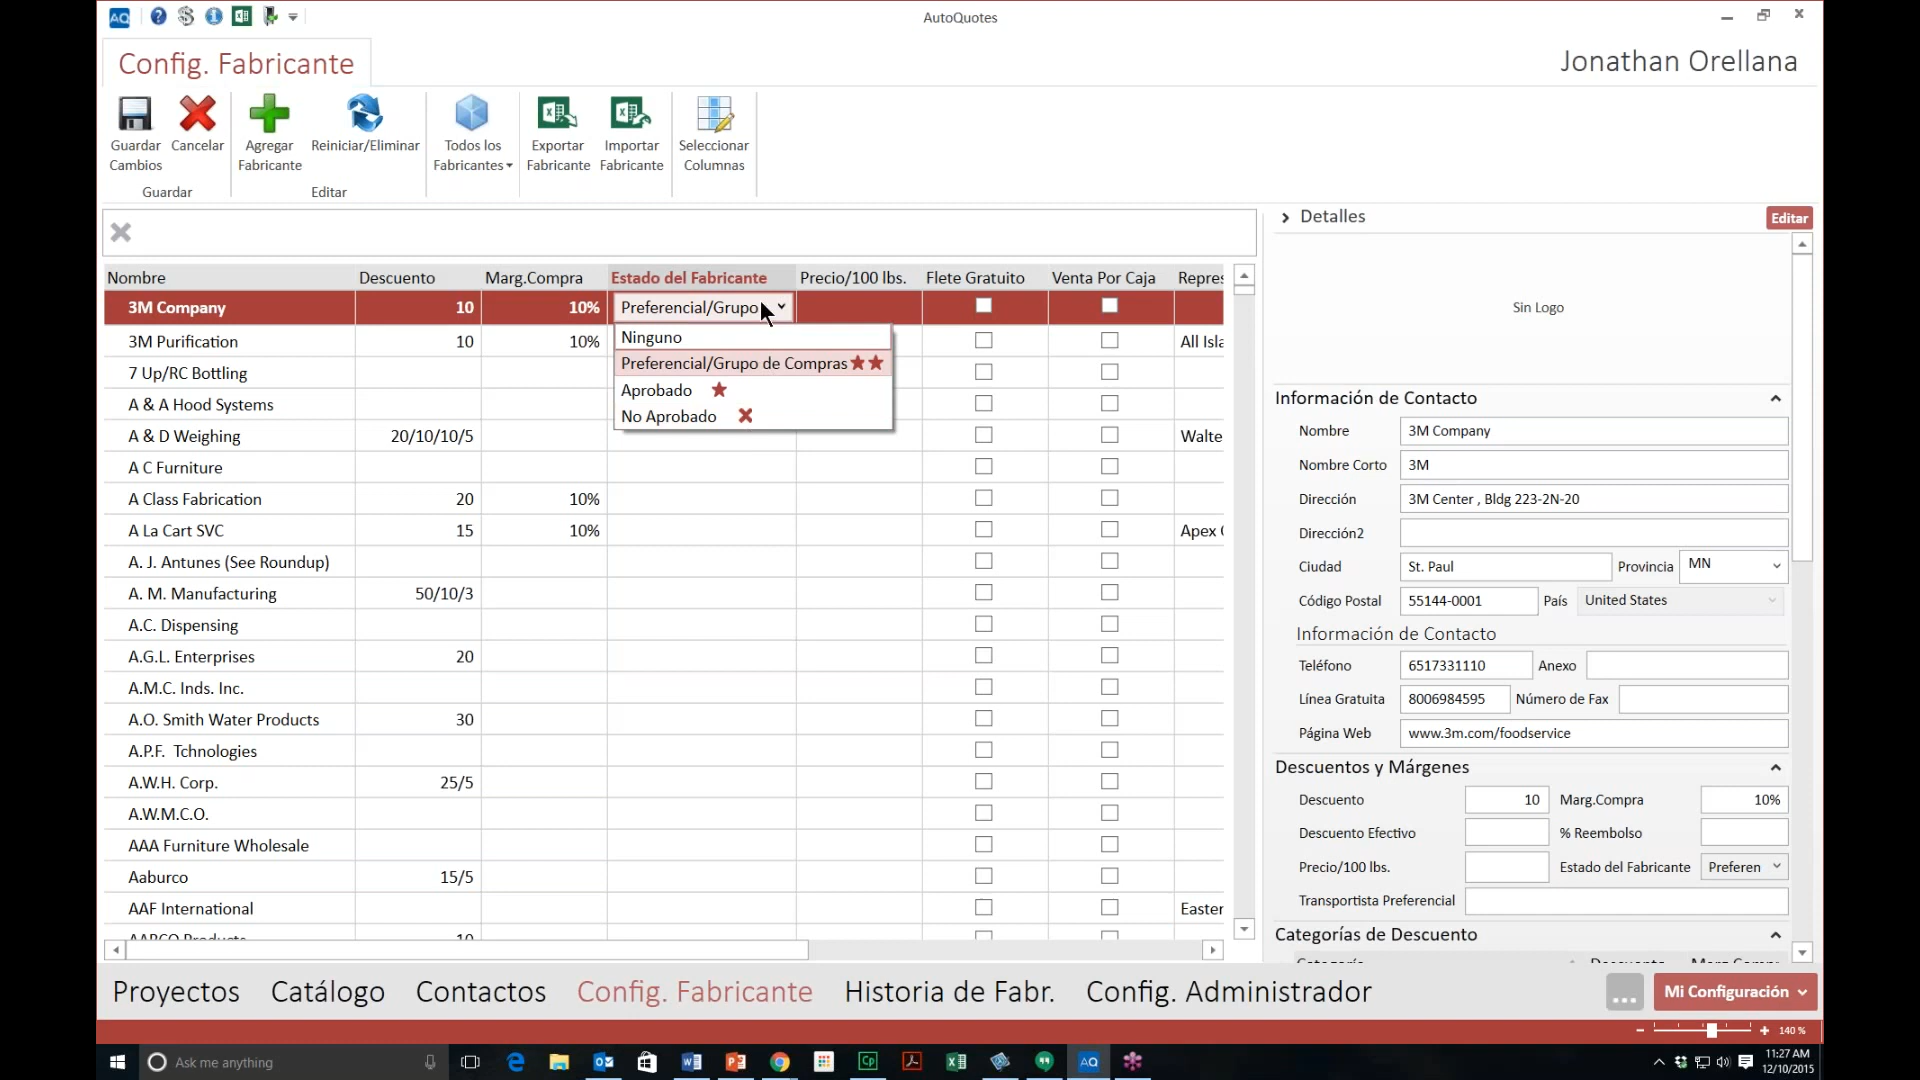 AQ
AutoQuotes
Config. Fabricante
Jonathan Orellana
Guardar Cambios
Cancelar
Agregar Fabricante
Reiniciar/Eliminar
Todos los Fabricantes
Exportar Fabricante
Importar Fabricante
Seleccionar Columnas
Guardar
Editar
Detalles
Editar
Nombre Descuento Marg.Compra Estado del Fabricante Precio/100 lbs. Flete Gratuito Venta Por Caja Repres
3M Company 10 10% Preferencial/Grupo
Ninguno
Preferencial/Grupo de Compras
Aprobado
No Aprobado
3M Purification 10 10% All Isla
7 Up/RC Bottling
A & A Hood Systems
A & D Weighing 20/10/10/5 Walte
A C Furniture
A Class Fabrication 20 10%
A La Cart SVC 15 10% Apex
A. J. Antunes (See Roundup)
A. M. Manufacturing 50/10/3
A.C. Dispensing
A.G.L. Enterprises 20
A.M.C. Inds. Inc.
A.O. Smith Water Products 30
A.P.F. Tchnologies
A.W.H. Corp. 25/5
A.W.M.C.O.
AAA Furniture Wholesale
Aaburco 15/5
AAF International Easter
Sin Logo
Información de Contacto
Nombre 3M Company
Nombre Corto 3M
Dirección 3M Center , Bldg 223-2N-20
Dirección2
Ciudad St. Paul Provincia MN
Código Postal 55144-0001 País United States
Información de Contacto
Teléfono 6517331110 Anexo
Línea Gratuita 8006984595 Número de Fax
Página Web www.3m.com/foodservice
Descuentos y Márgenes
Descuento 10 Marg.Compra 10%
Descuento Efectivo % Reembolso
Precio/100 lbs. Estado del Fabricante Preferen
Transportista Preferencial
Categorías de Descuento
Proyectos Catálogo Contactos Config. Fabricante Historia de Fabr. Config. Administrador ... Mi Configuración
140 %
Ask me anything
11:27 AM
12/10/2015